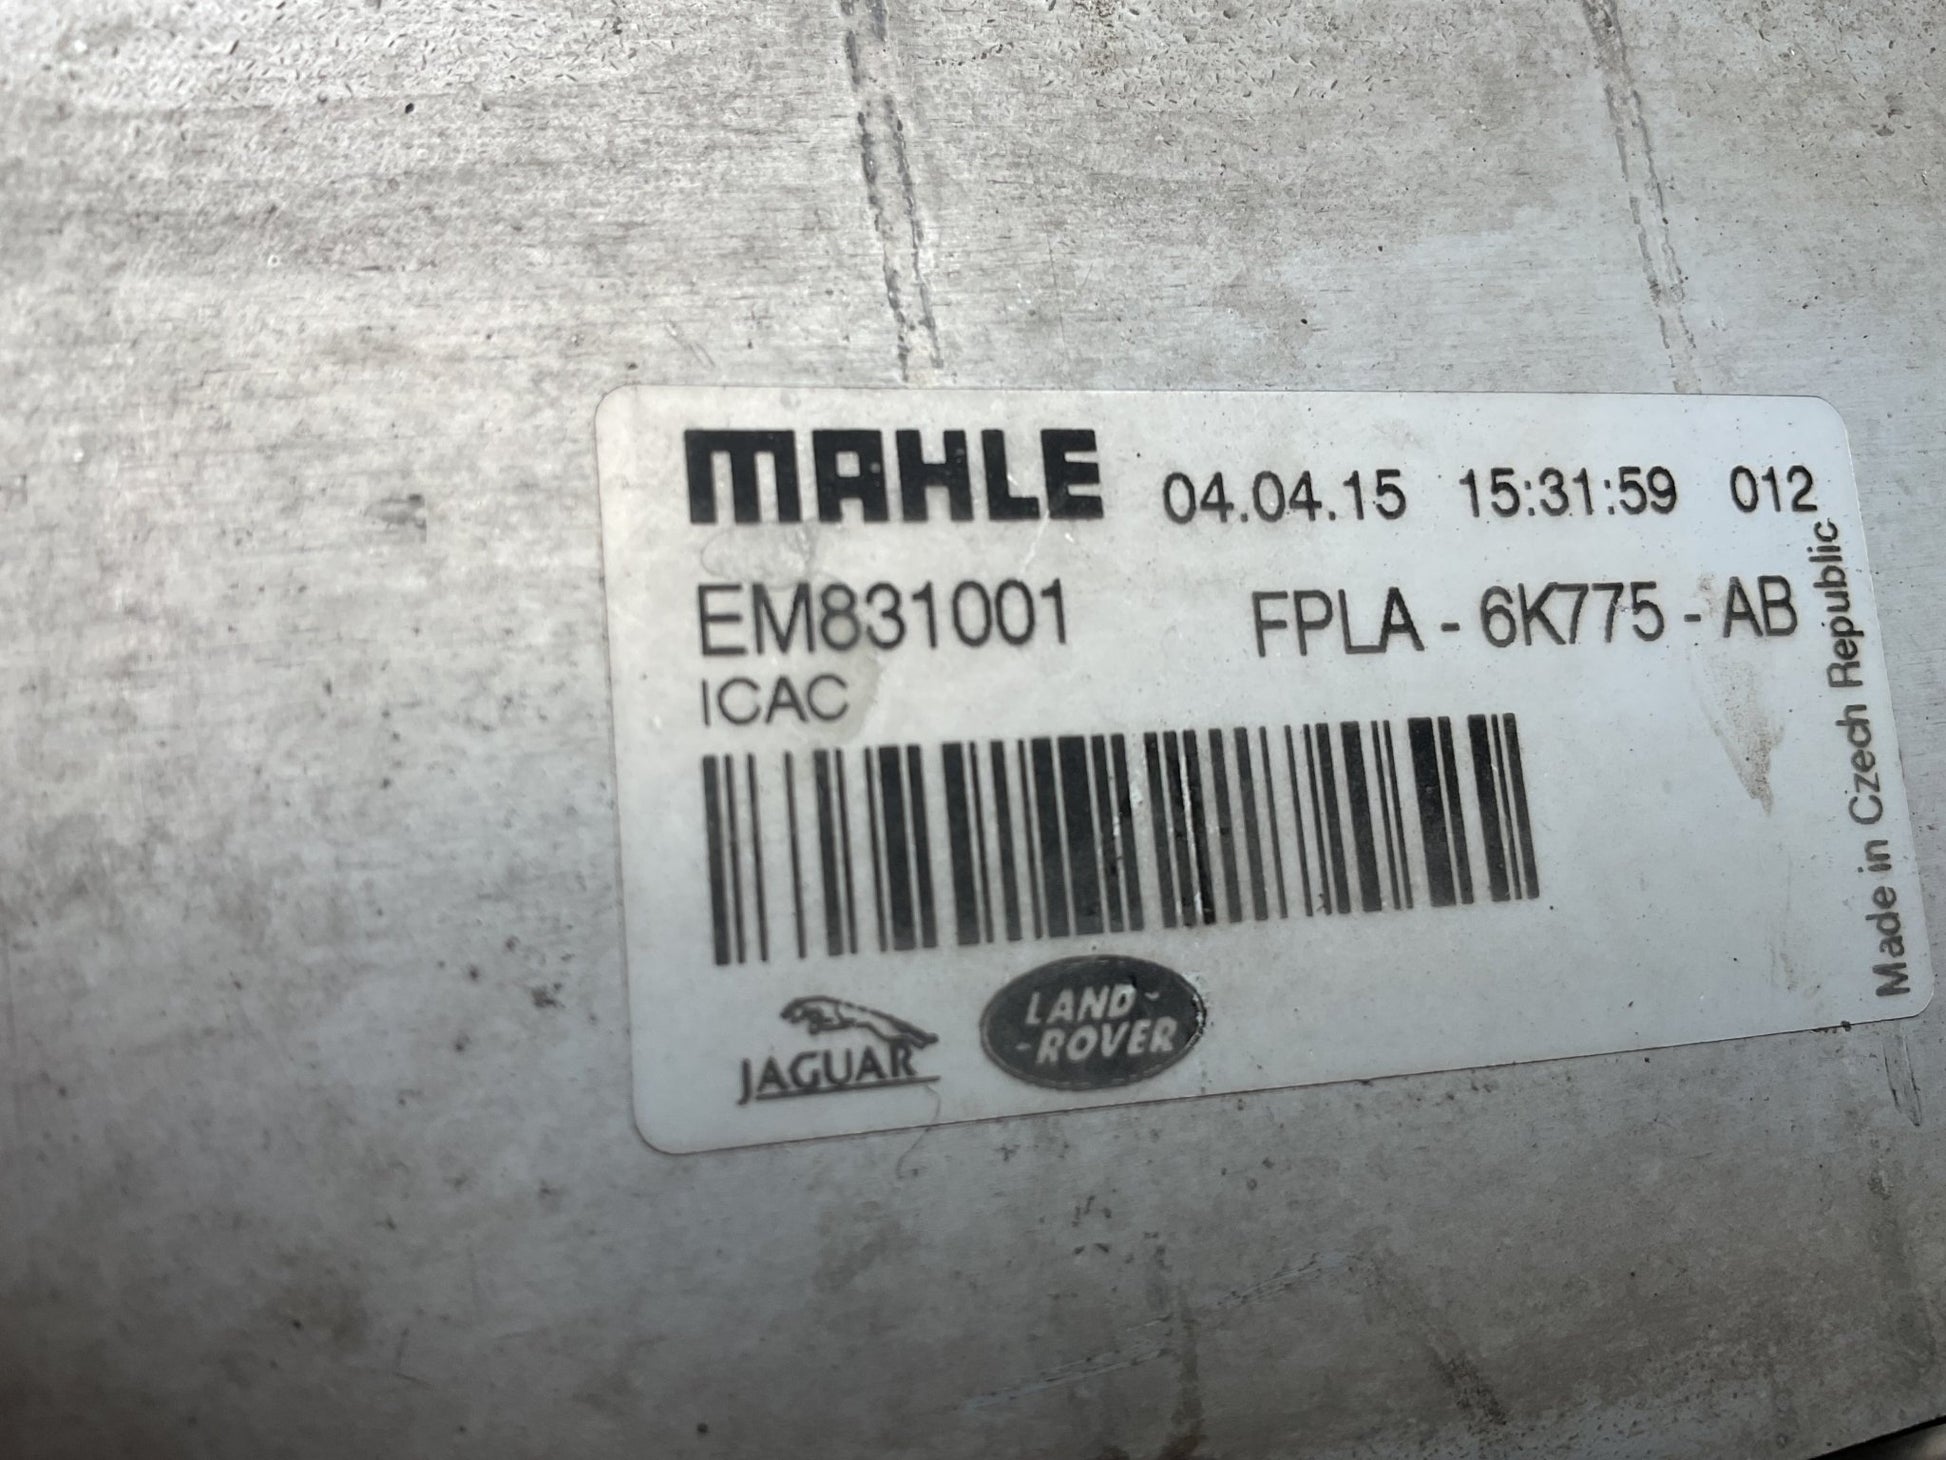 MAHLE 04.04.15 15:31:59 012
EM831001 FPLA - 6K775 - AB
ICAC
Made in Czech Republic
JAGUAR
LAND-
-ROVER